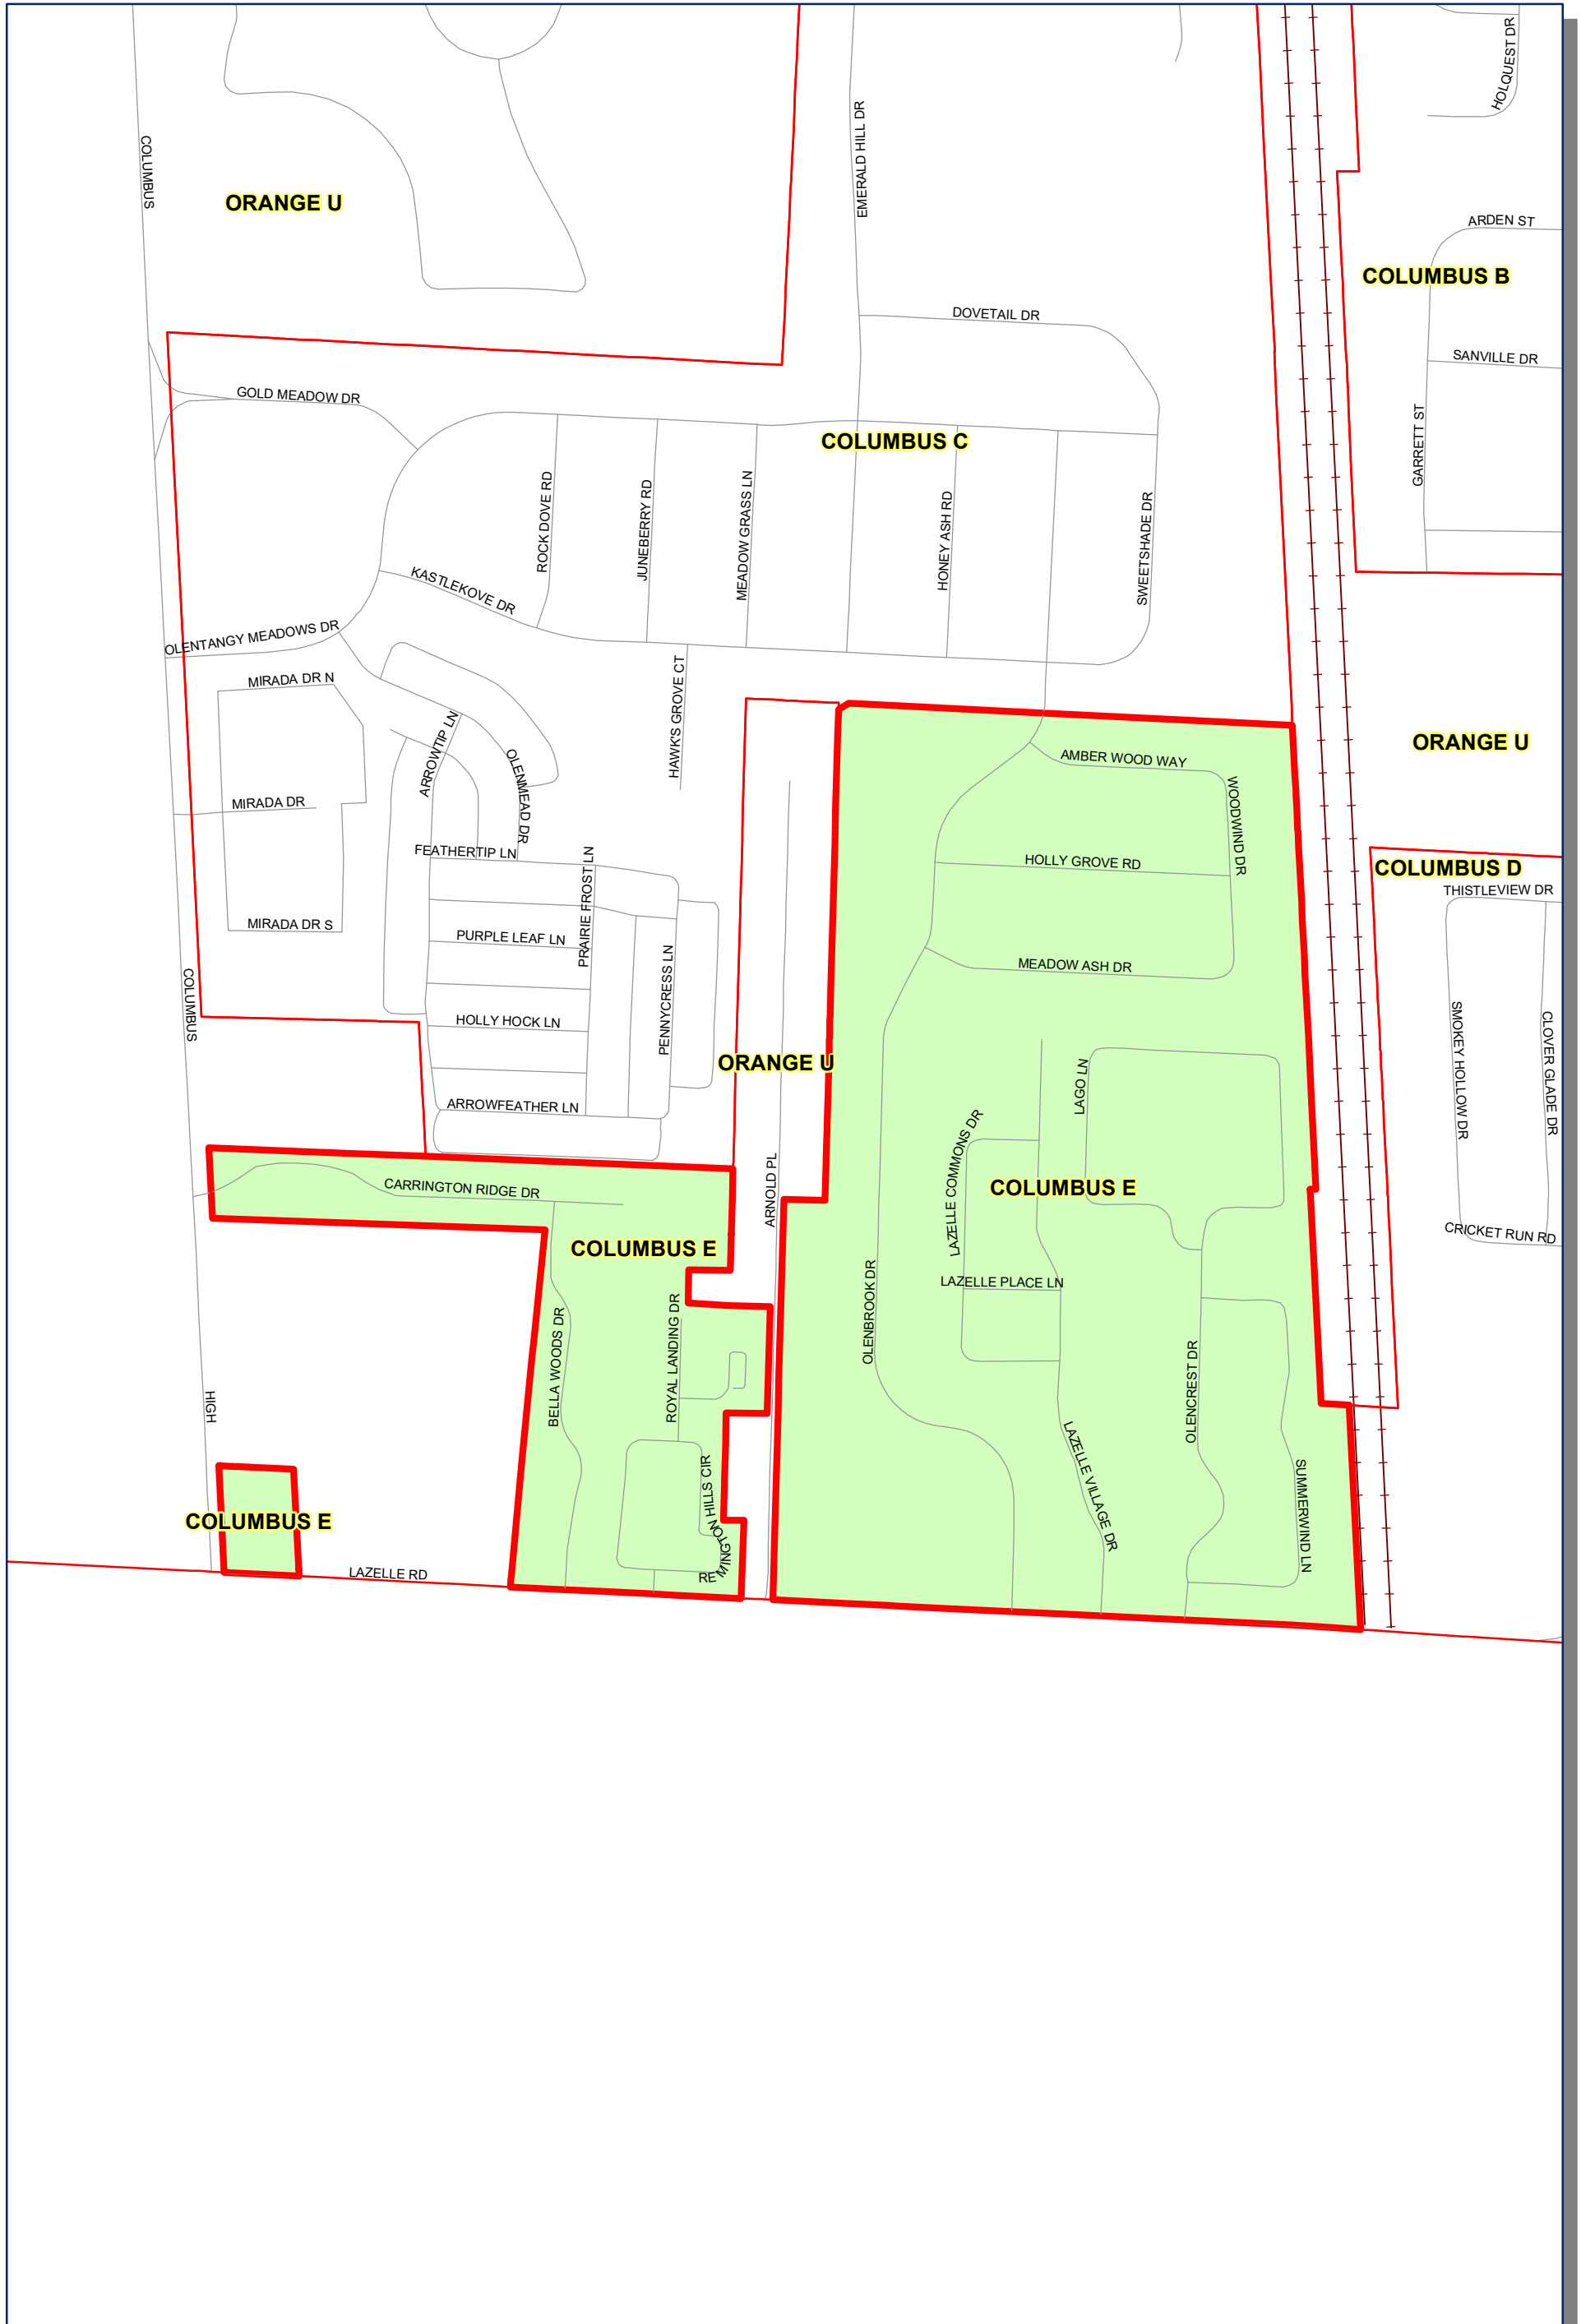 HOLQUEST DR
COLUMBUS
EMERALD HILL DR
ORANGE U
ARDEN ST
COLUMBUS B
DOVETAIL DR
SANVILLE DR
GOLD MEADOW DR
COLUMBUS C
GARRETT ST
ROCK DOVE RD
JUNEBERRY RD
MEADOW GRASS LN
HONEY ASH RD
SWEETSHADE DR
KASTLEKOVE DR
OLENTANGY MEADOWS DR
MIRADA DR N
HAWK'S GROVE CT
ARROWTIP LN
OLENMEAD DR
ORANGE U
AMBER WOOD WAY
WOODWIND DR
MIRADA DR
FEATHERTIP LN
HOLLY GROVE RD
COLUMBUS D
THISTLEVIEW DR
MIRADA DR S
PURPLE LEAF LN
PRAIRIE FROST LN
PENNYCRESS LN
MEADOW ASH DR
COLUMBUS
HOLLY HOCK LN
SMOKEY HOLLOW DR
CLOVER GLADE DR
ORANGE U
LAGO LN
ARROWFEATHER LN
LAZELLE COMMONS DR
CARRINGTON RIDGE DR
ARNOLD PL
COLUMBUS E
CRICKET RUN RD
COLUMBUS E
LAZELLE PLACE LN
OLENBROOK DR
BELLA WOODS DR
ROYAL LANDING DR
HIGH
OLENCREST DR
LAZELLE VILLAGE DR
SUMMERWIND LN
REMINGTON HILLS CIR
COLUMBUS E
LAZELLE RD